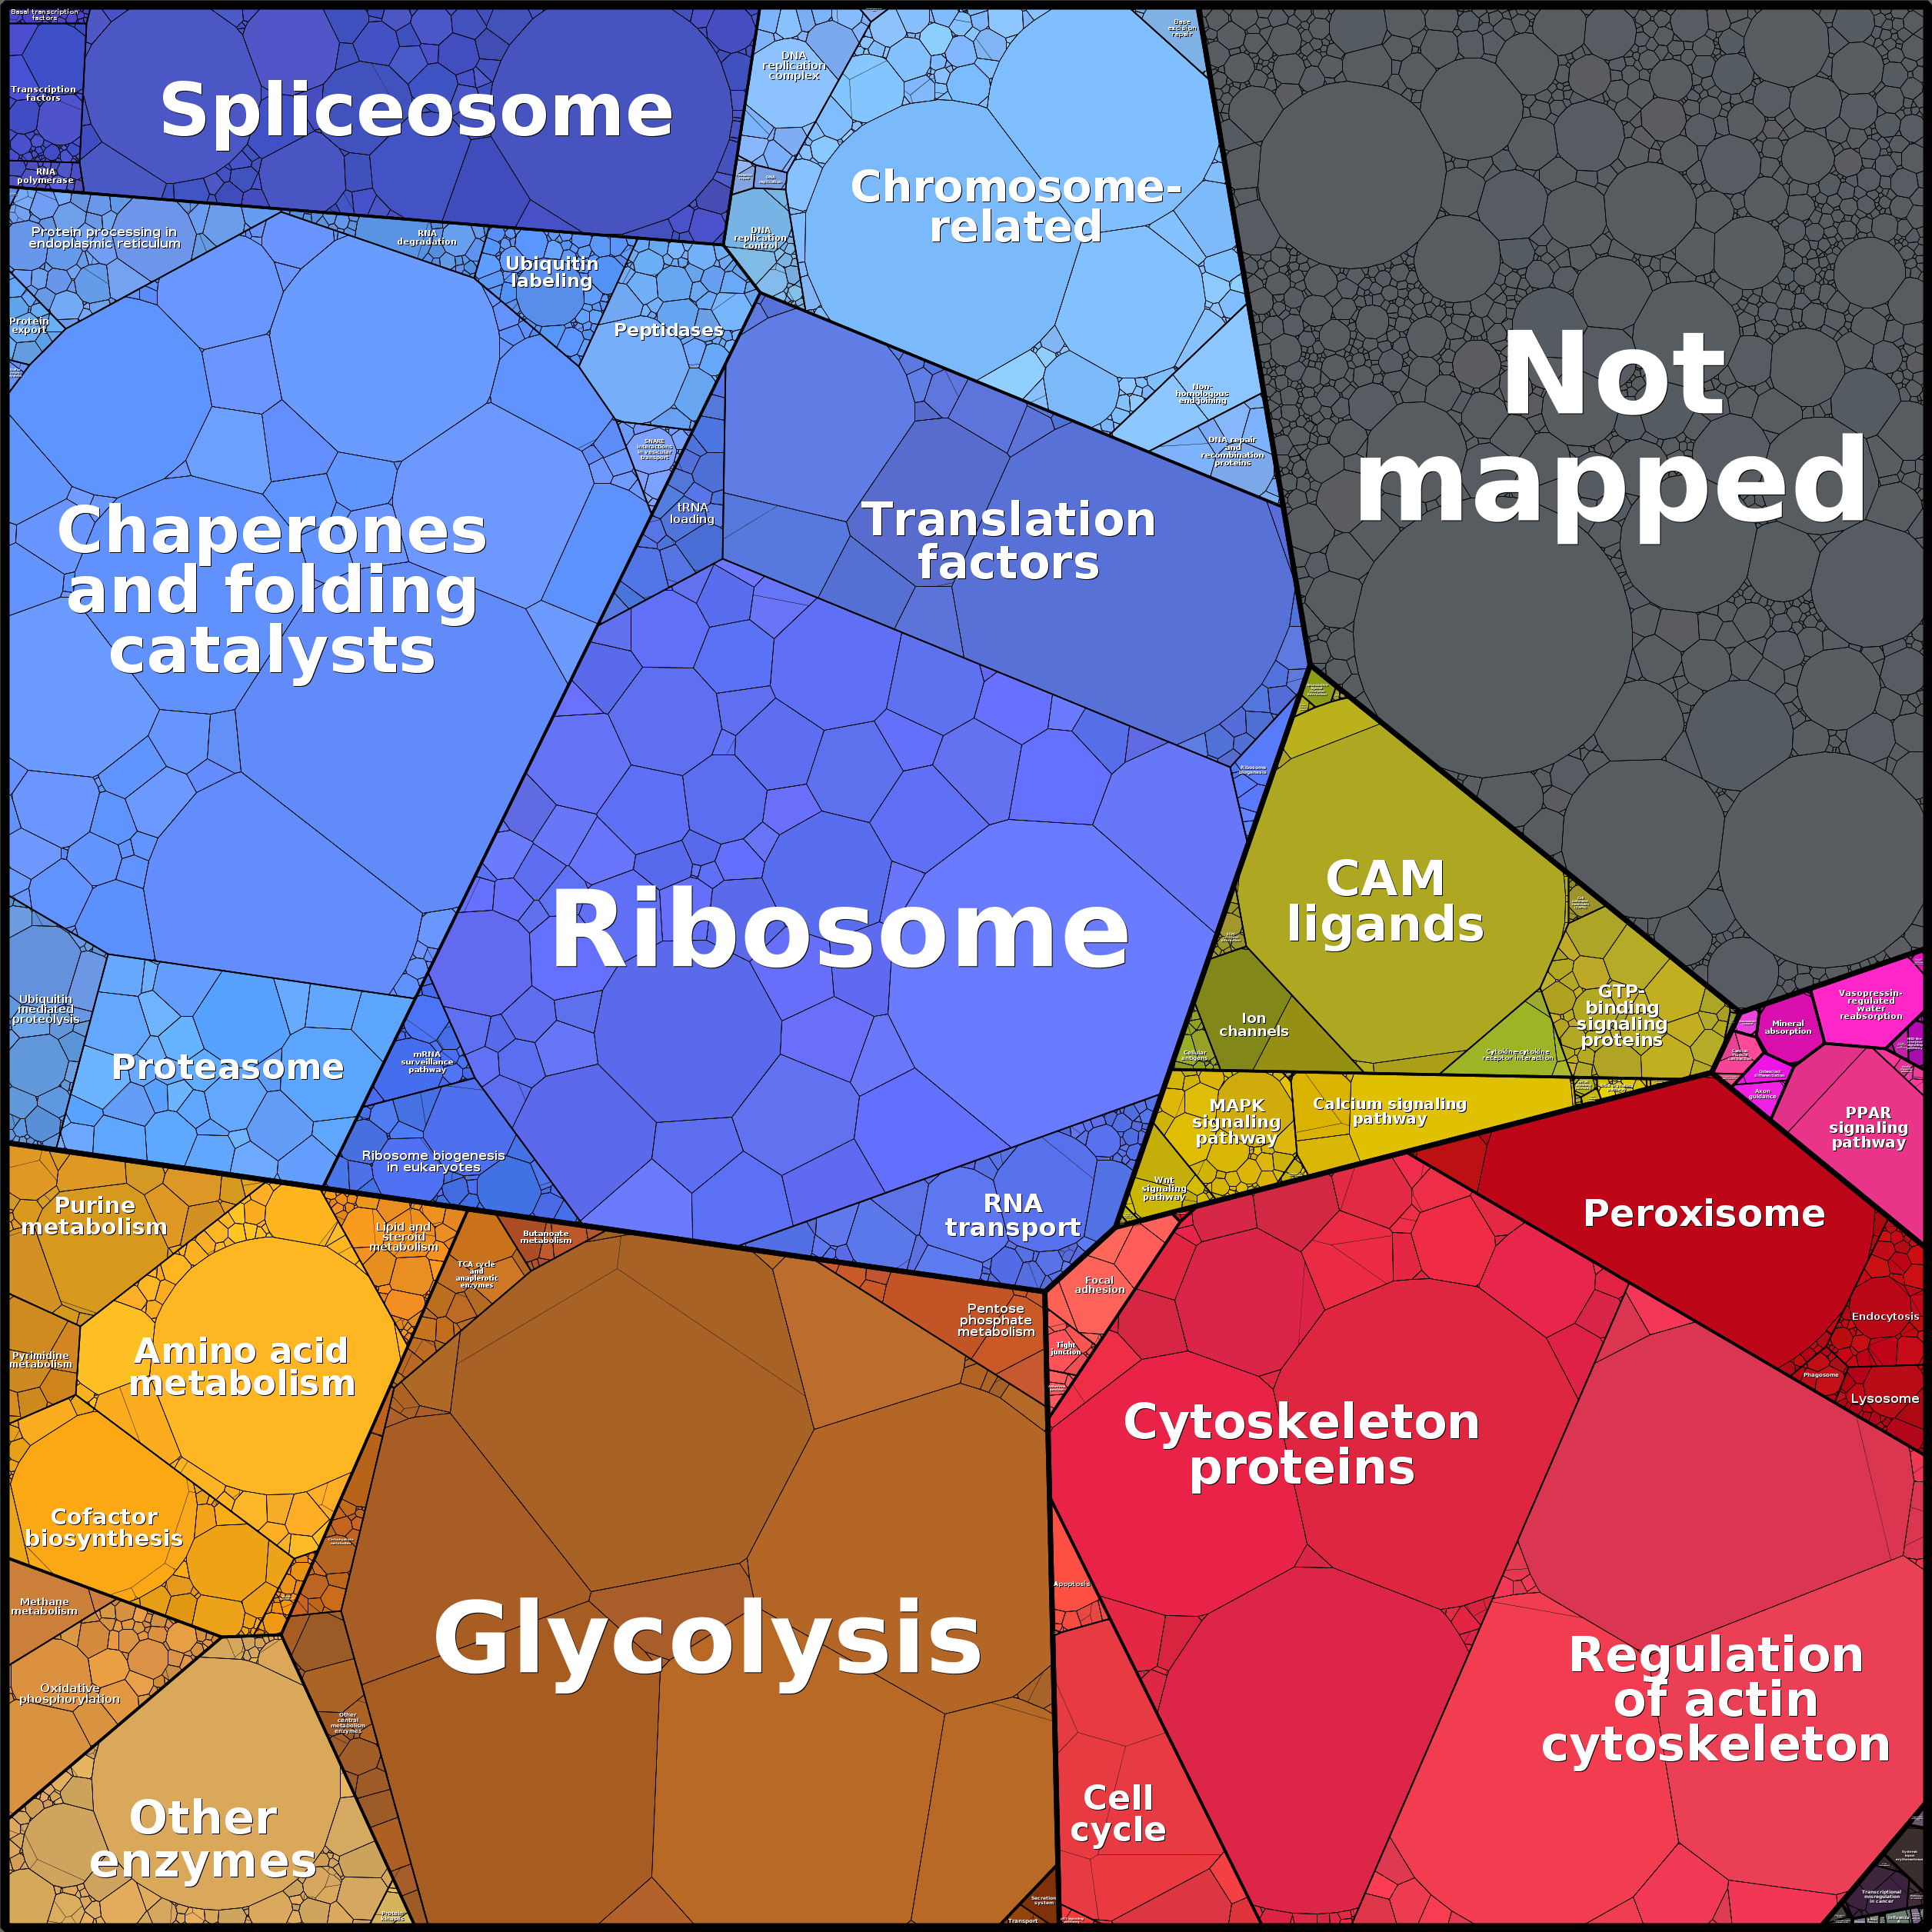 Basal transcription
factors
Transcription
factors
RNA
polymerase
Spliceosome
DNA
replication
complex
Base
excision
repair
Chromosome-
related
DNA
replication
control
Non-
homologous
endjoining
DNA repair
and
recombination
proteins
Not
mapped
Protein processing in
endoplasmic reticulum
RNA
degradation
Ubiquitin
labeling
Peptidases
Protein
export
SNARE
interactions
in vesicular
transport
tRNA
loading
Translation
factors
Chaperones
and folding
catalysts
Ribosome
biogenesis
Ribosome
Ubiquitin
mediated
proteolysis
Proteasome
mRNA
surveillance
pathway
Ribosome biogenesis
in eukaryotes
RNA
transport
CAM
ligands
Ion
channels
Cellular
antigens
Cytokine-cytokine
receptor interaction
GTP-
binding
signaling
proteins
MAPK
signaling
pathway
Calcium signaling
pathway
Wnt
signaling
pathway
Vasopressin-
regulated
water
reabsorption
Mineral
absorption
Osteoclast
differentiation
Axon
guidance
PPAR
signaling
pathway
Purine
metabolism
Lipid and
steroid
metabolism
Butanoate
metabolism
TCA cycle
and
anaplerotic
enzymes
Pentose
phosphate
metabolism
Pyrimidine
metabolism
Amino acid
metabolism
Cofactor
biosynthesis
Methane
metabolism
Oxidative
phosphorylation
Other
central
metabolism
enzymes
Glycolysis
Other
enzymes
Protein
kinases
Secretion
system
Transport
Focal
adhesion
Tight
junction
Peroxisome
Endocytosis
Phagosome
Lysosome
Cytoskeleton
proteins
Apoptosis
Cell
cycle
Regulation
of actin
cytoskeleton
Transcriptional
misregulation
in cancer